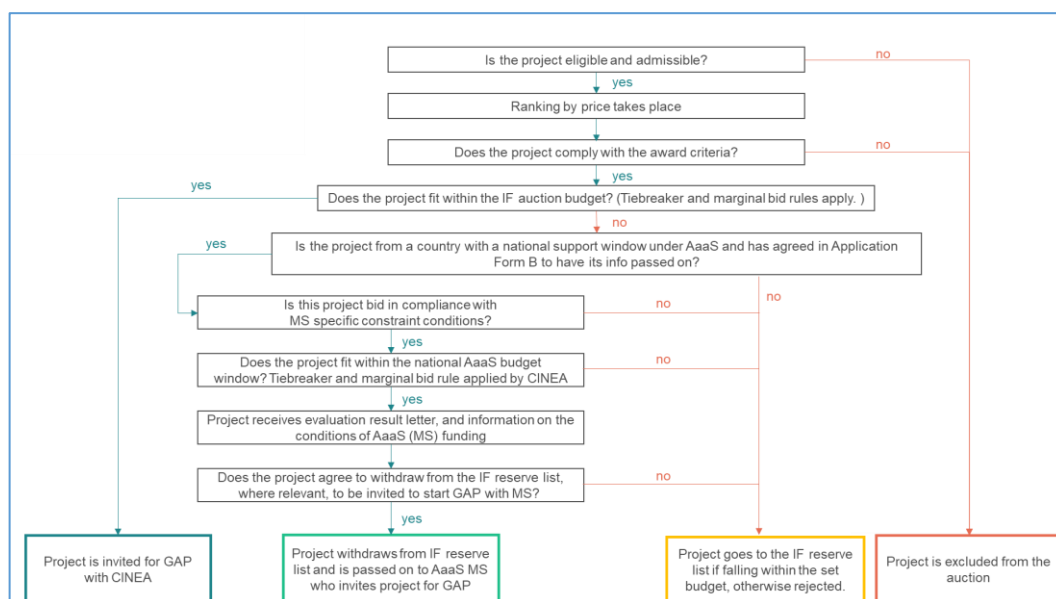 Is the project eligible and admissible?
no
yes
Ranking by price takes place
Does the project comply with the award criteria?
no
yes
yes
Does the project fit within the IF auction budget? (Tiebreaker and marginal bid rules apply. )
no
Is the project from a country with a national support window under AaaS and has agreed in Application
Form B to have its info passed on?
yes
no
Is this project bid in compliance with
MS specific constraint conditions?
no
yes
Does the project fit within the national AaaS budget
window? Tiebreaker and marginal bid rule applied by CINEA
no
yes
Project receives evaluation result letter, and information on the
conditions of AaaS (MS) funding
Does the project agree to withdraw from the IF reserve list,
where relevant, to be invited to start GAP with MS?
no
yes
Project is invited for GAP
with CINEA
Project withdraws from IF reserve
list and is passed on to AaaS MS
who invites project for GAP
Project goes to the IF reserve
list if falling within the set
budget, otherwise rejected.
Project is excluded from the
auction